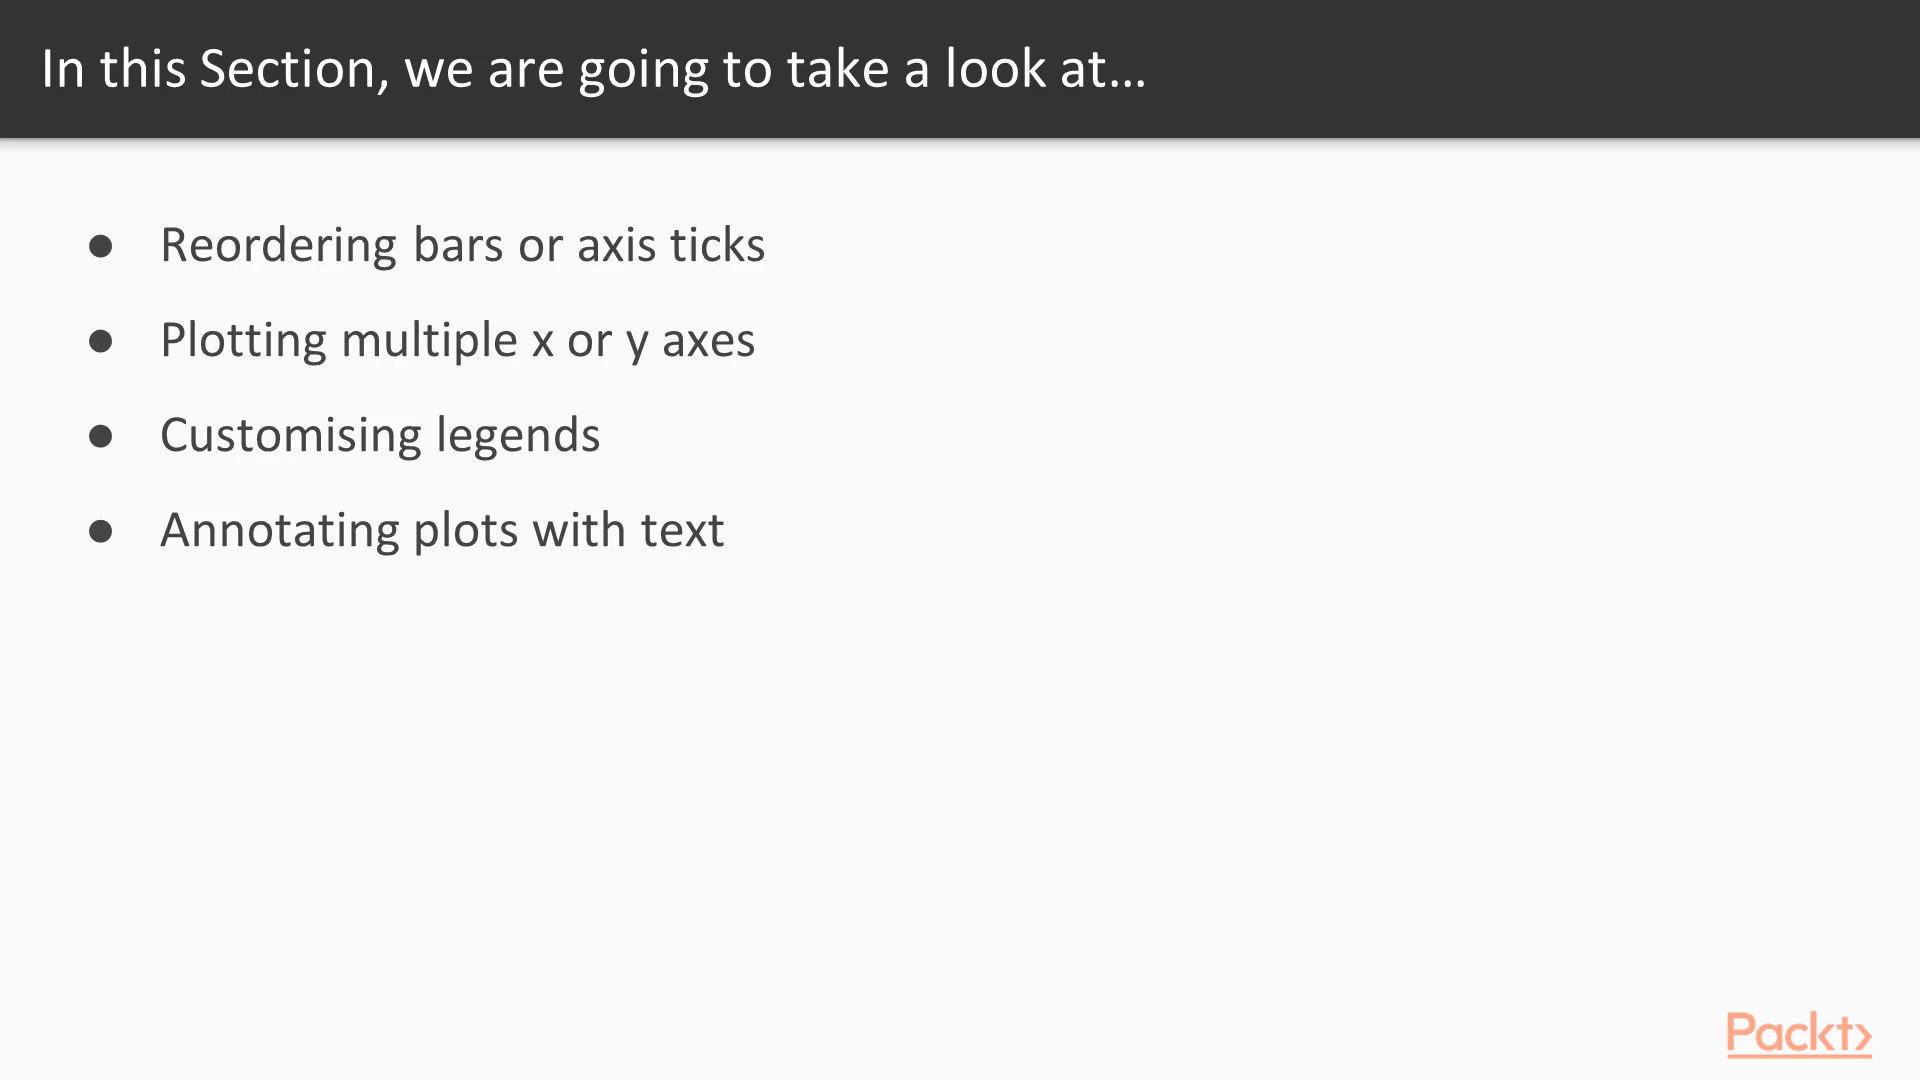 In this Section, we are going to take a look at...
● Reordering bars or axis ticks
● Plotting multiple x or y axes
● Customising legends
● Annotating plots with text
Packt>